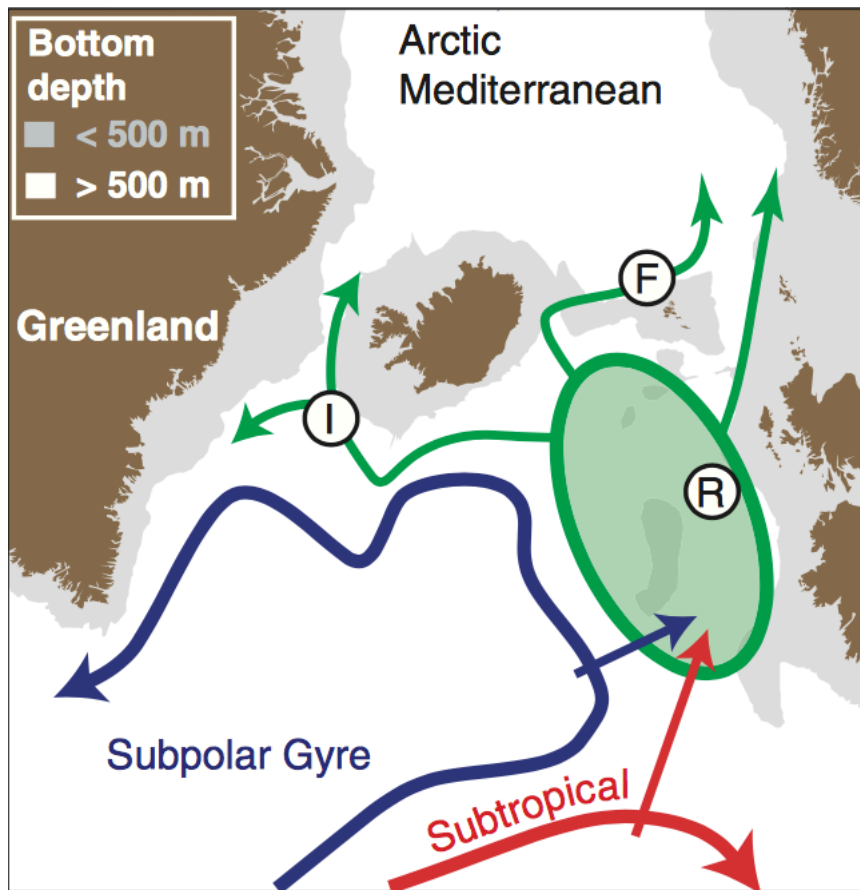 Bottom
depth
< 500 m
> 500 m
Arctic
Mediterranean
Greenland
F
I
R
Subpolar Gyre
Subtropical